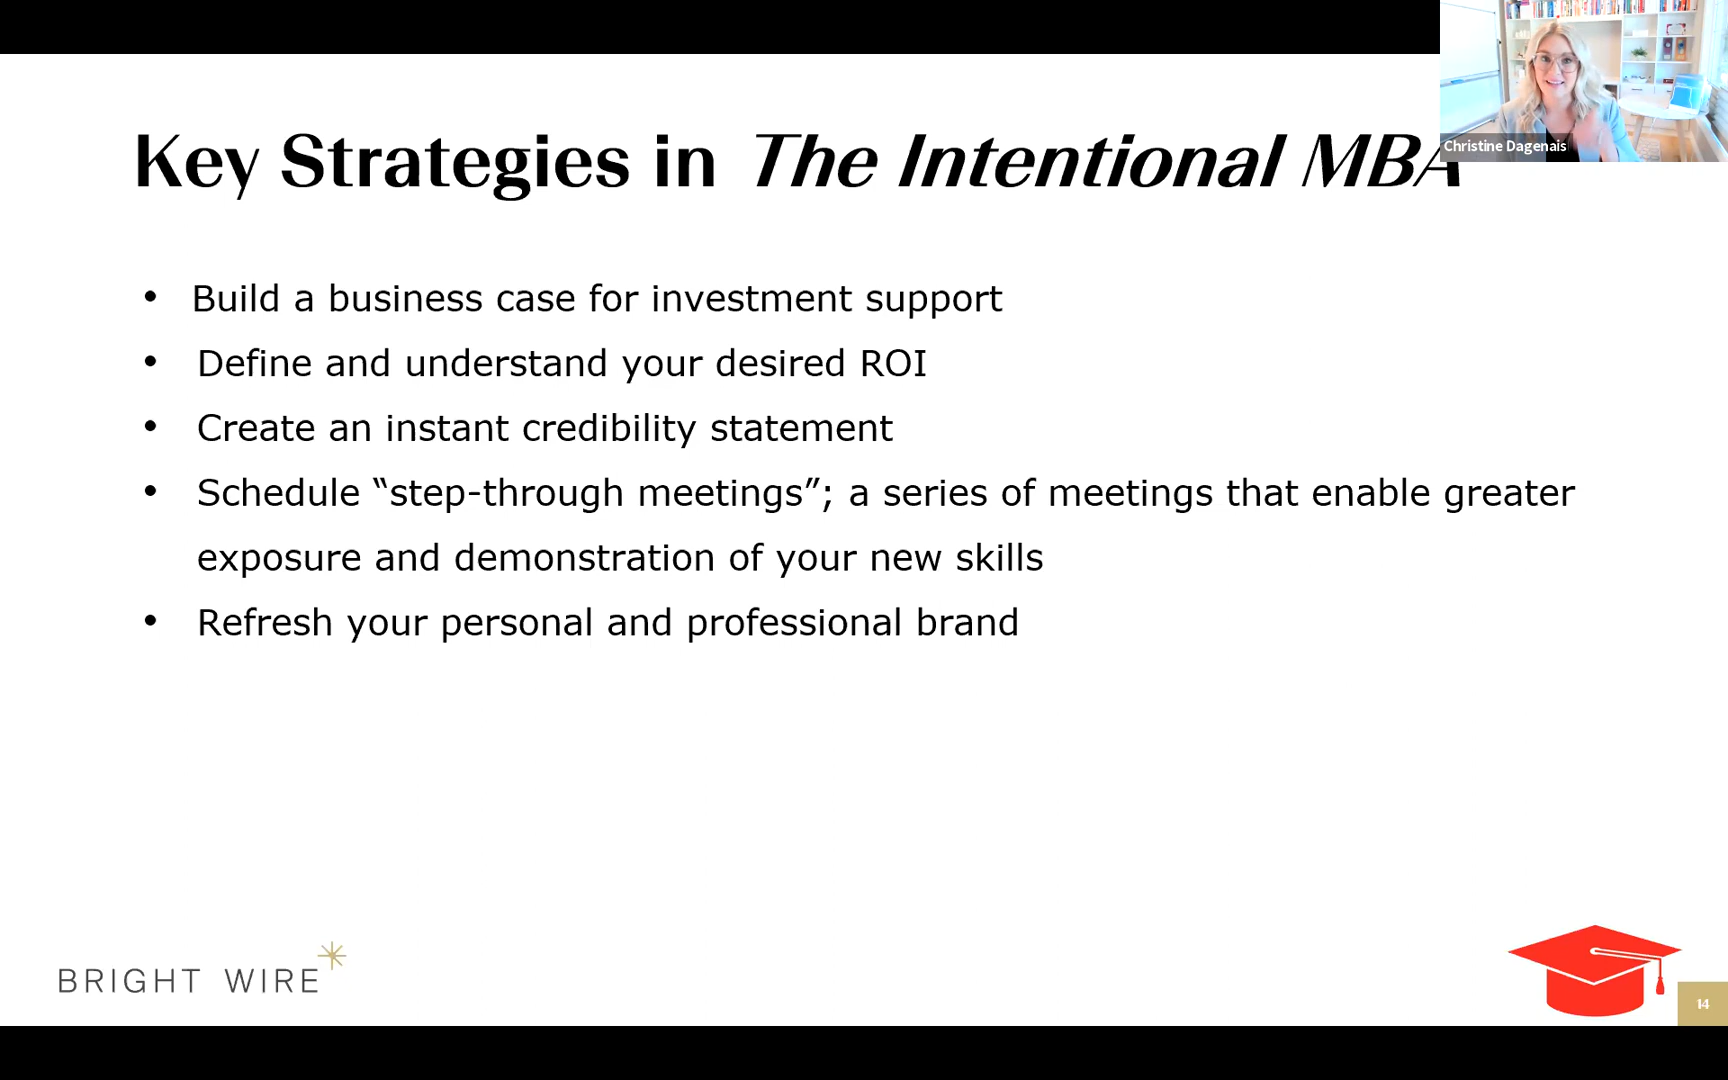 Key Strategies in The Intentional MBA
Christine Dagenais
• Build a business case for investment support
• Define and understand your desired ROI
• Create an instant credibility statement
• Schedule “step-through meetings”; a series of meetings that enable greater
exposure and demonstration of your new skills
• Refresh your personal and professional brand
BRIGHT WIRE
14